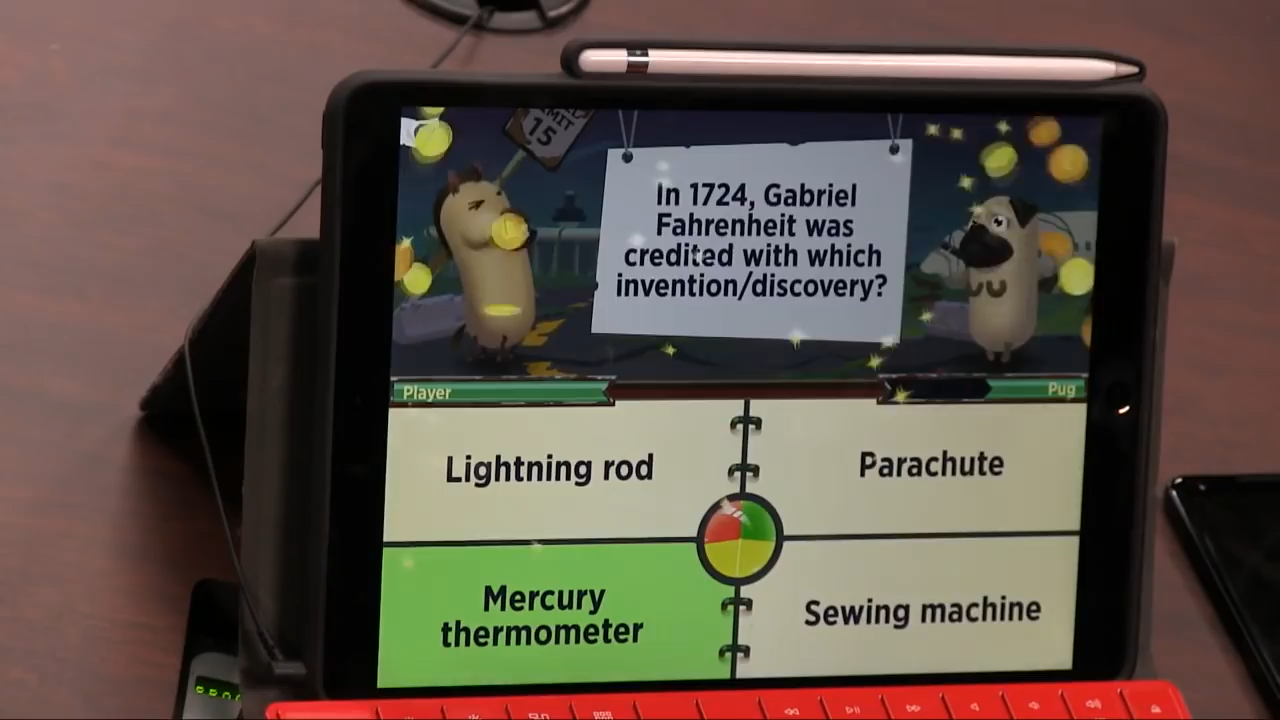 15
In 1724, Gabriel
Fahrenheit was
credited with which
invention/discovery?
Player
Pug
Lightning rod
Parachute
Mercury
thermometer
Sewing machine